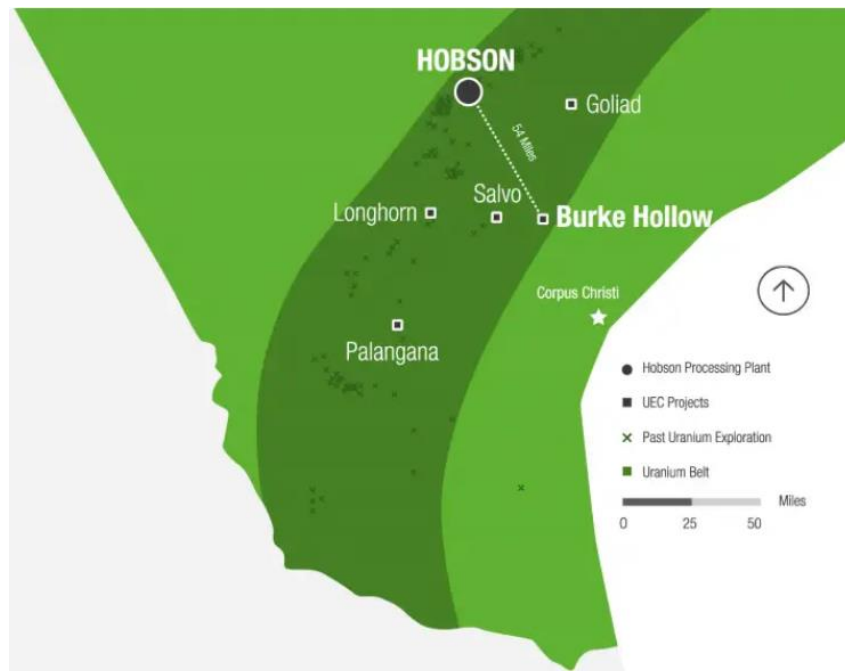 HOBSON
Goliad
54 Miles
Salvo
Longhorn
Burke Hollow
Corpus Christi
Palangana
Hobson Processing Plant
UEC Projects
Past Uranium Exploration
Uranium Belt
Miles
0 25 50